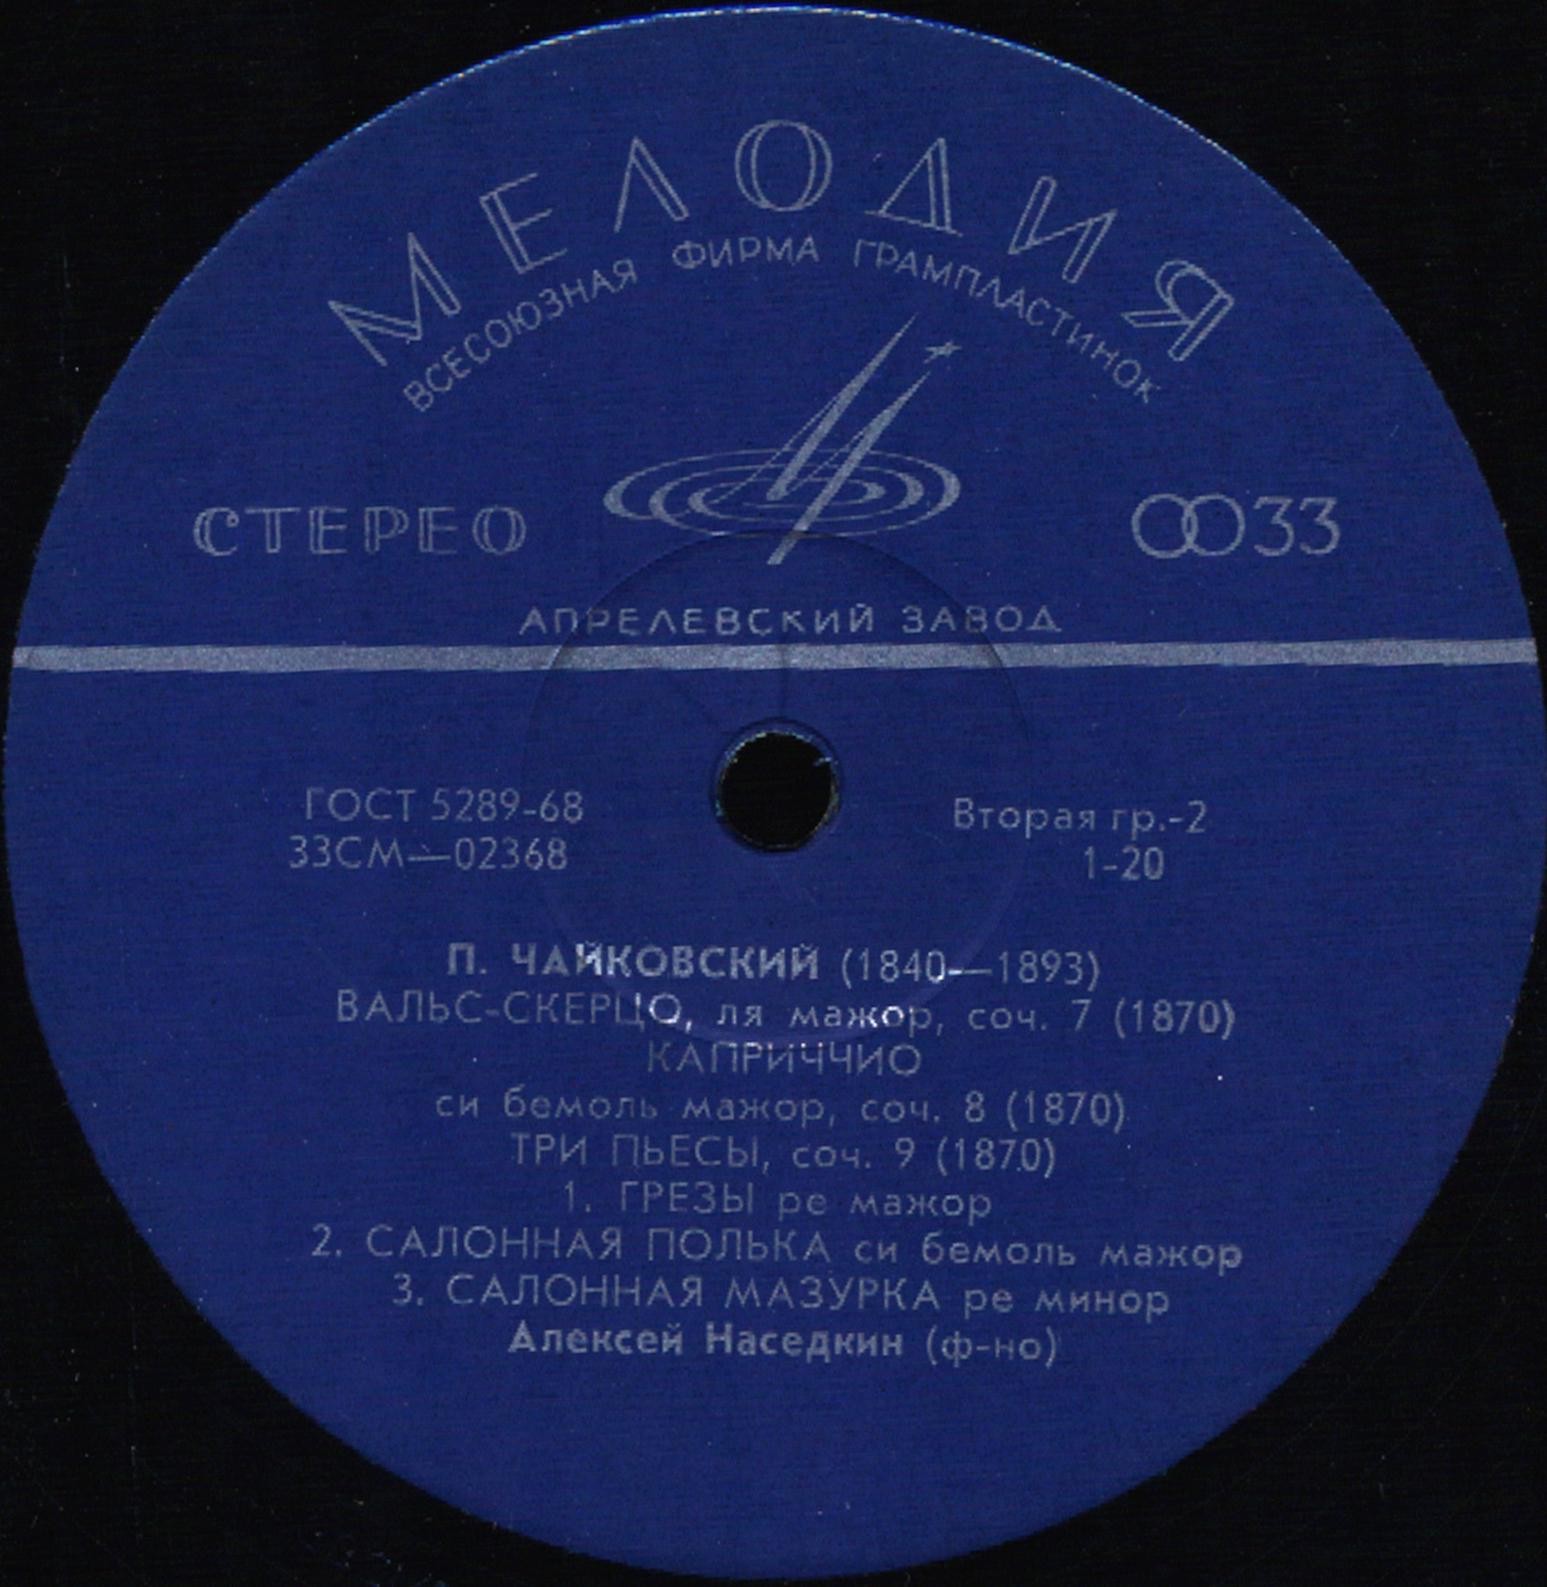 МЕЛОДИЯ
ВСЕСОЮЗНАЯ ФИРМА ГРАМПЛАСТИНОК
СТЕРЕО
33
АПРЕЛЕВСКИЙ ЗАВОД
ГОСТ 5289-68
33СМ—02368
Вторая гр.-2
1-20
П. ЧАЙКОВСКИЙ (1840—1893)
ВАЛЬС-СКЕРЦО, ля мажор, соч. 7 (1870)
КАПРИЧЧИО
си бемоль мажор, соч. 8 (1870)
ТРИ ПЬЕСЫ, соч. 9 (1870)
1. ГРЕЗЫ ре мажор
2. САЛОННАЯ ПОЛЬКА си бемоль мажор
3. САЛОННАЯ МАЗУРКА ре минор
Алексей Наседкин (ф-но)